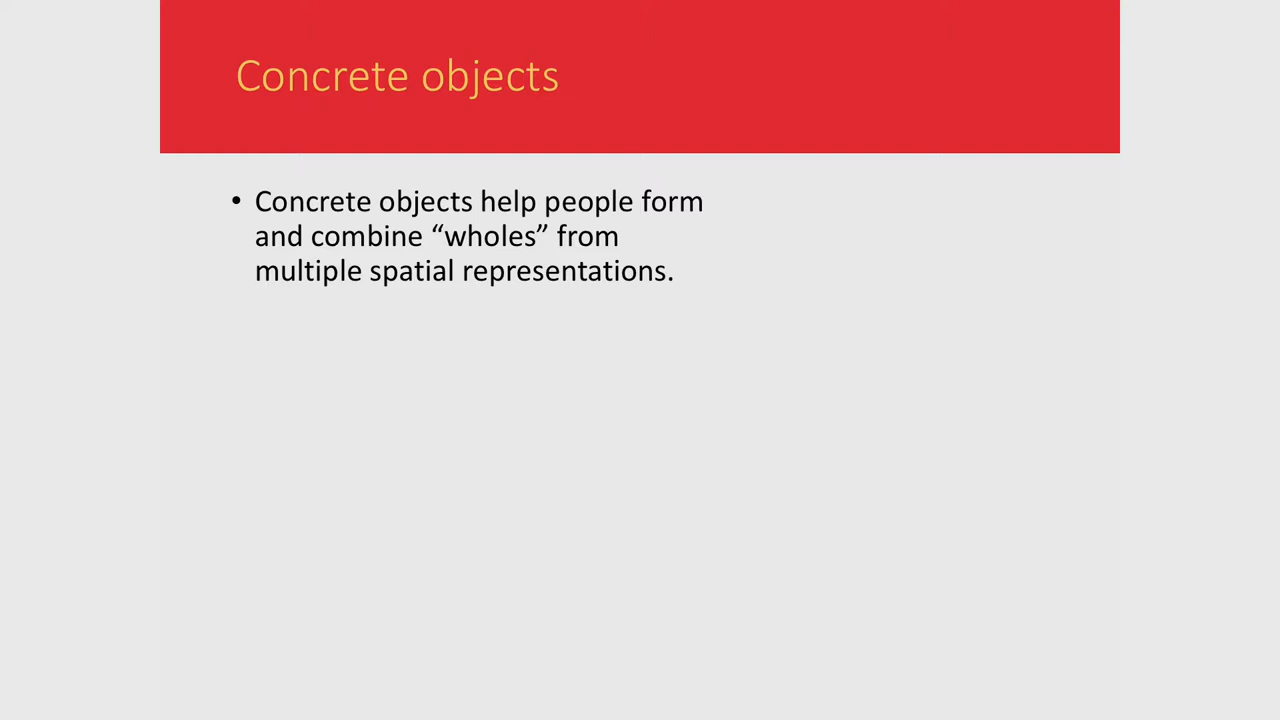 Concrete objects
• Concrete objects help people form
and combine “wholes” from
multiple spatial representations.